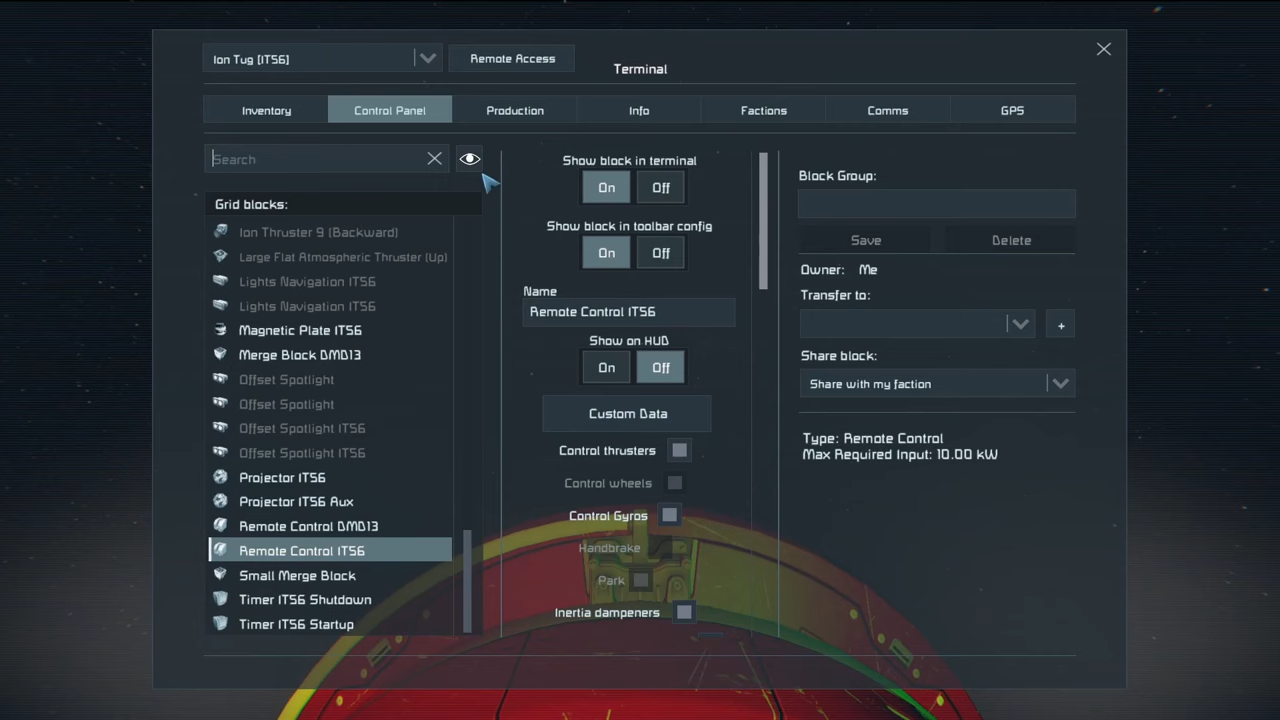 Ion Tug [IT56]
Remote Access
Terminal
Inventory
Control Panel
Production
Info
Factions
Comms
GPS
Search
Grid blocks:
Ion Thruster 9 (Backward)
Large Flat Atmospheric Thruster (Up)
Lights Navigation IT56
Lights Navigation IT56
Magnetic Plate IT56
Merge Block DMD13
Offset Spotlight
Offset Spotlight
Offset Spotlight IT56
Offset Spotlight IT56
Projector IT56
Projector IT56 Aux
Remote Control DMD13
Remote Control IT56
Small Merge Block
Timer IT56 Shutdown
Timer IT56 Startup
Show block in terminal
On Off
Show block in toolbar config
On Off
Name
Remote Control IT56
Show on HUD
On Off
Custom Data
Control thrusters
Control wheels
Control Gyros
Handbrake
Park
Inertia dampeners
Block Group:
Save Delete
Owner: Me
Transfer to:
+
Share block:
Share with my faction
Type: Remote Control
Max Required Input: 10.00 kW